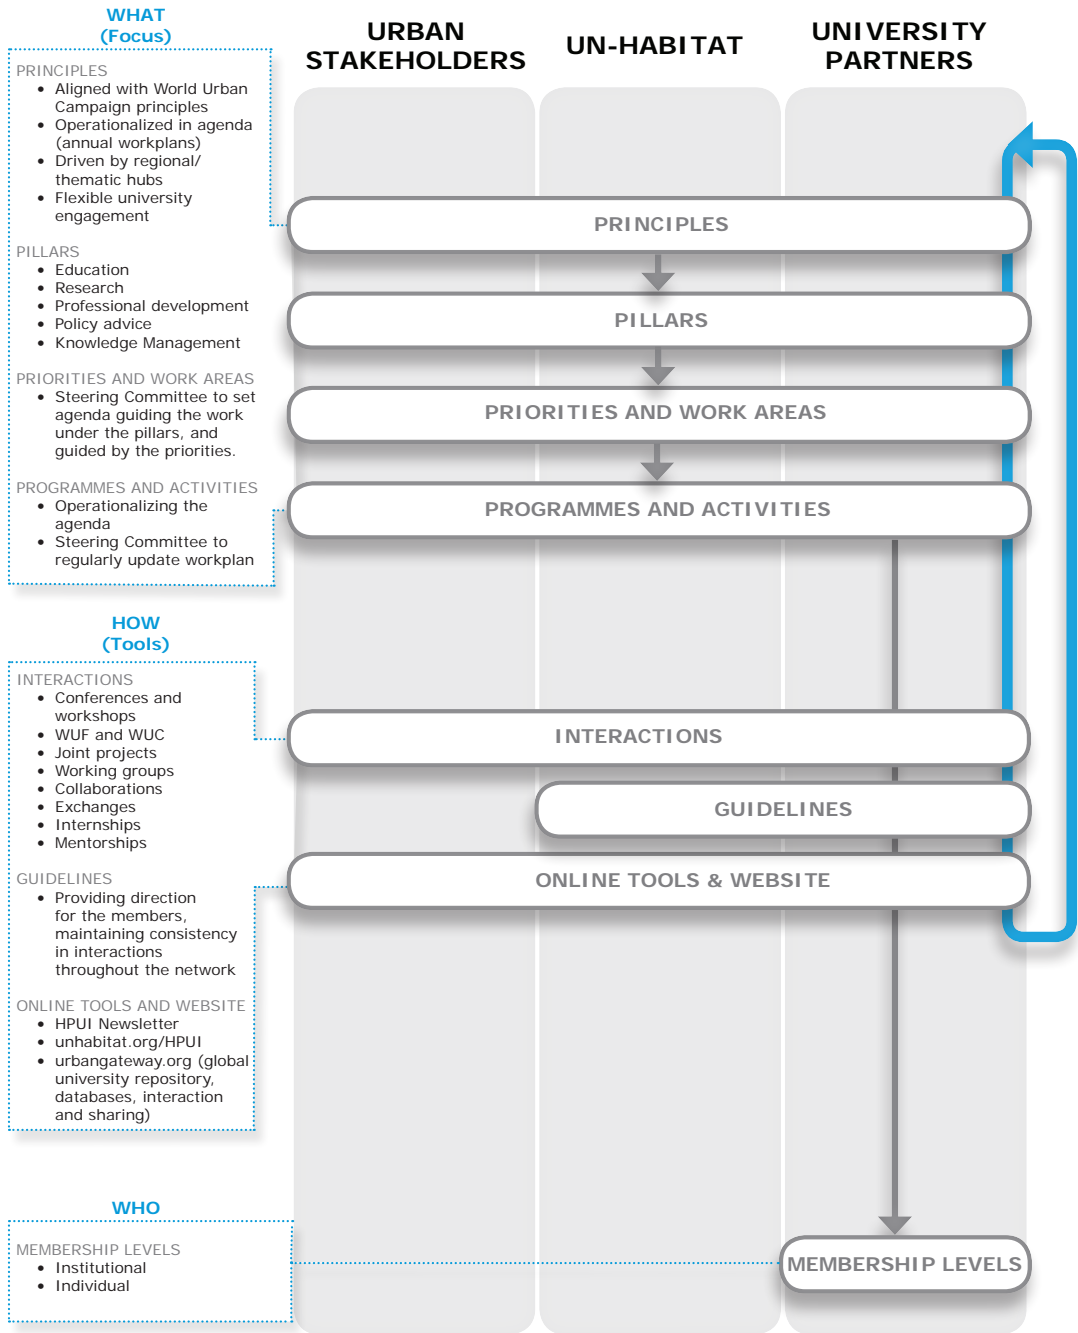 WHAT
(Focus)
URBAN
STAKEHOLDERS
UN-HABITAT
UNIVERSITY
PARTNERS
PRINCIPLES
• Aligned with World Urban
Campaign principles
• Operationalized in agenda
(annual workplans)
• Driven by regional/
thematic hubs
• Flexible university
engagement
PILLARS
• Education
• Research
• Professional development
• Policy advice
• Knowledge Management
PRIORITIES AND WORK AREAS
• Steering Committee to set
agenda guiding the work
under the pillars, and
guided by the priorities.
PROGRAMMES AND ACTIVITIES
• Operationalizing the
agenda
• Steering Committee to
regularly update workplan
PRINCIPLES
PILLARS
PRIORITIES AND WORK AREAS
PROGRAMMES AND ACTIVITIES
HOW
(Tools)
INTERACTIONS
• Conferences and
workshops
• WUF and WUC
• Joint projects
• Working groups
• Collaborations
• Exchanges
• Internships
• Mentorships
GUIDELINES
• Providing direction
for the members,
maintaining consistency
in interactions
throughout the network
ONLINE TOOLS AND WEBSITE
• HPUI Newsletter
• unhabitat.org/HPUI
• urbangateway.org (global
university repository,
databases, interaction
and sharing)
INTERACTIONS
GUIDELINES
ONLINE TOOLS & WEBSITE
WHO
MEMBERSHIP LEVELS
• Institutional
• Individual
MEMBERSHIP LEVELS